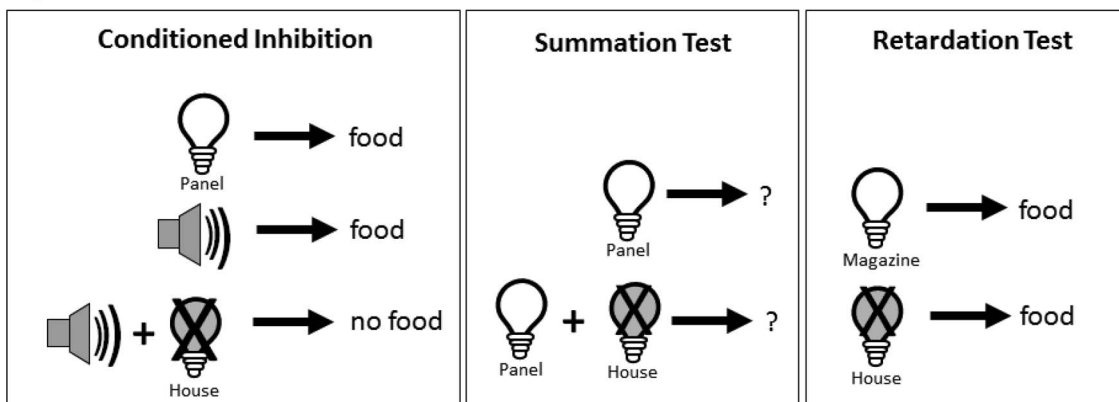 Conditioned Inhibition
food
Panel
food
+
no food
House
Summation Test
?
Panel
+
?
Panel
House
Retardation Test
food
Magazine
food
House